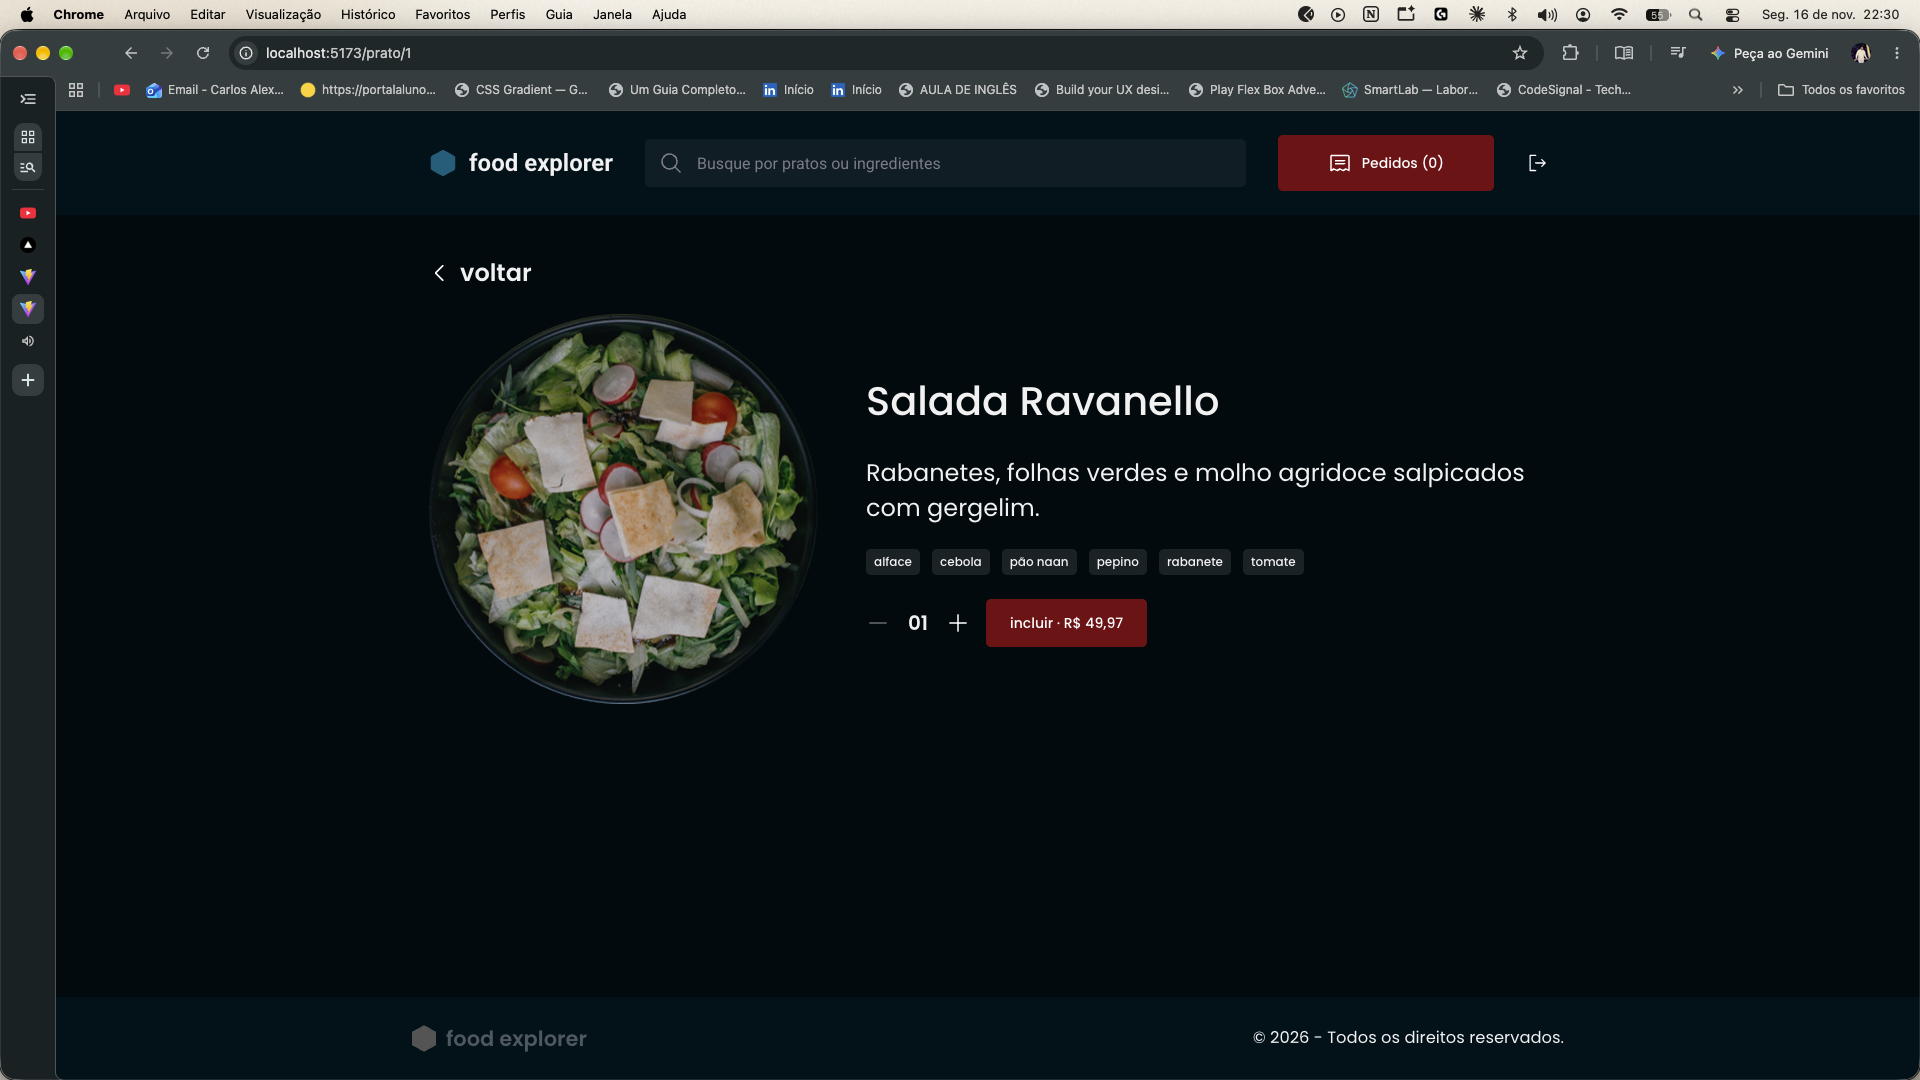 Chrome Arquivo Editar Visualização Histórico Favoritos Perfis Guia Janela Ajuda
55 Seg. 16 de nov. 22:30
localhost:5173/prato/1
Peça ao Gemini
Email - Carlos Alex... https://portalaluno... CSS Gradient — G... Um Guia Completo... Início Início AULA DE INGLÊS Build your UX desi... Play Flex Box Adve... SmartLab — Labor... CodeSignal - Tech... Todos os favoritos
food explorer
Busque por pratos ou ingredientes
Pedidos (0)
voltar
Salada Ravanello
Rabanetes, folhas verdes e molho agridoce salpicados
com gergelim.
alface cebola pão naan pepino rabanete tomate
01
incluir · R$ 49,97
food explorer
© 2026 - Todos os direitos reservados.